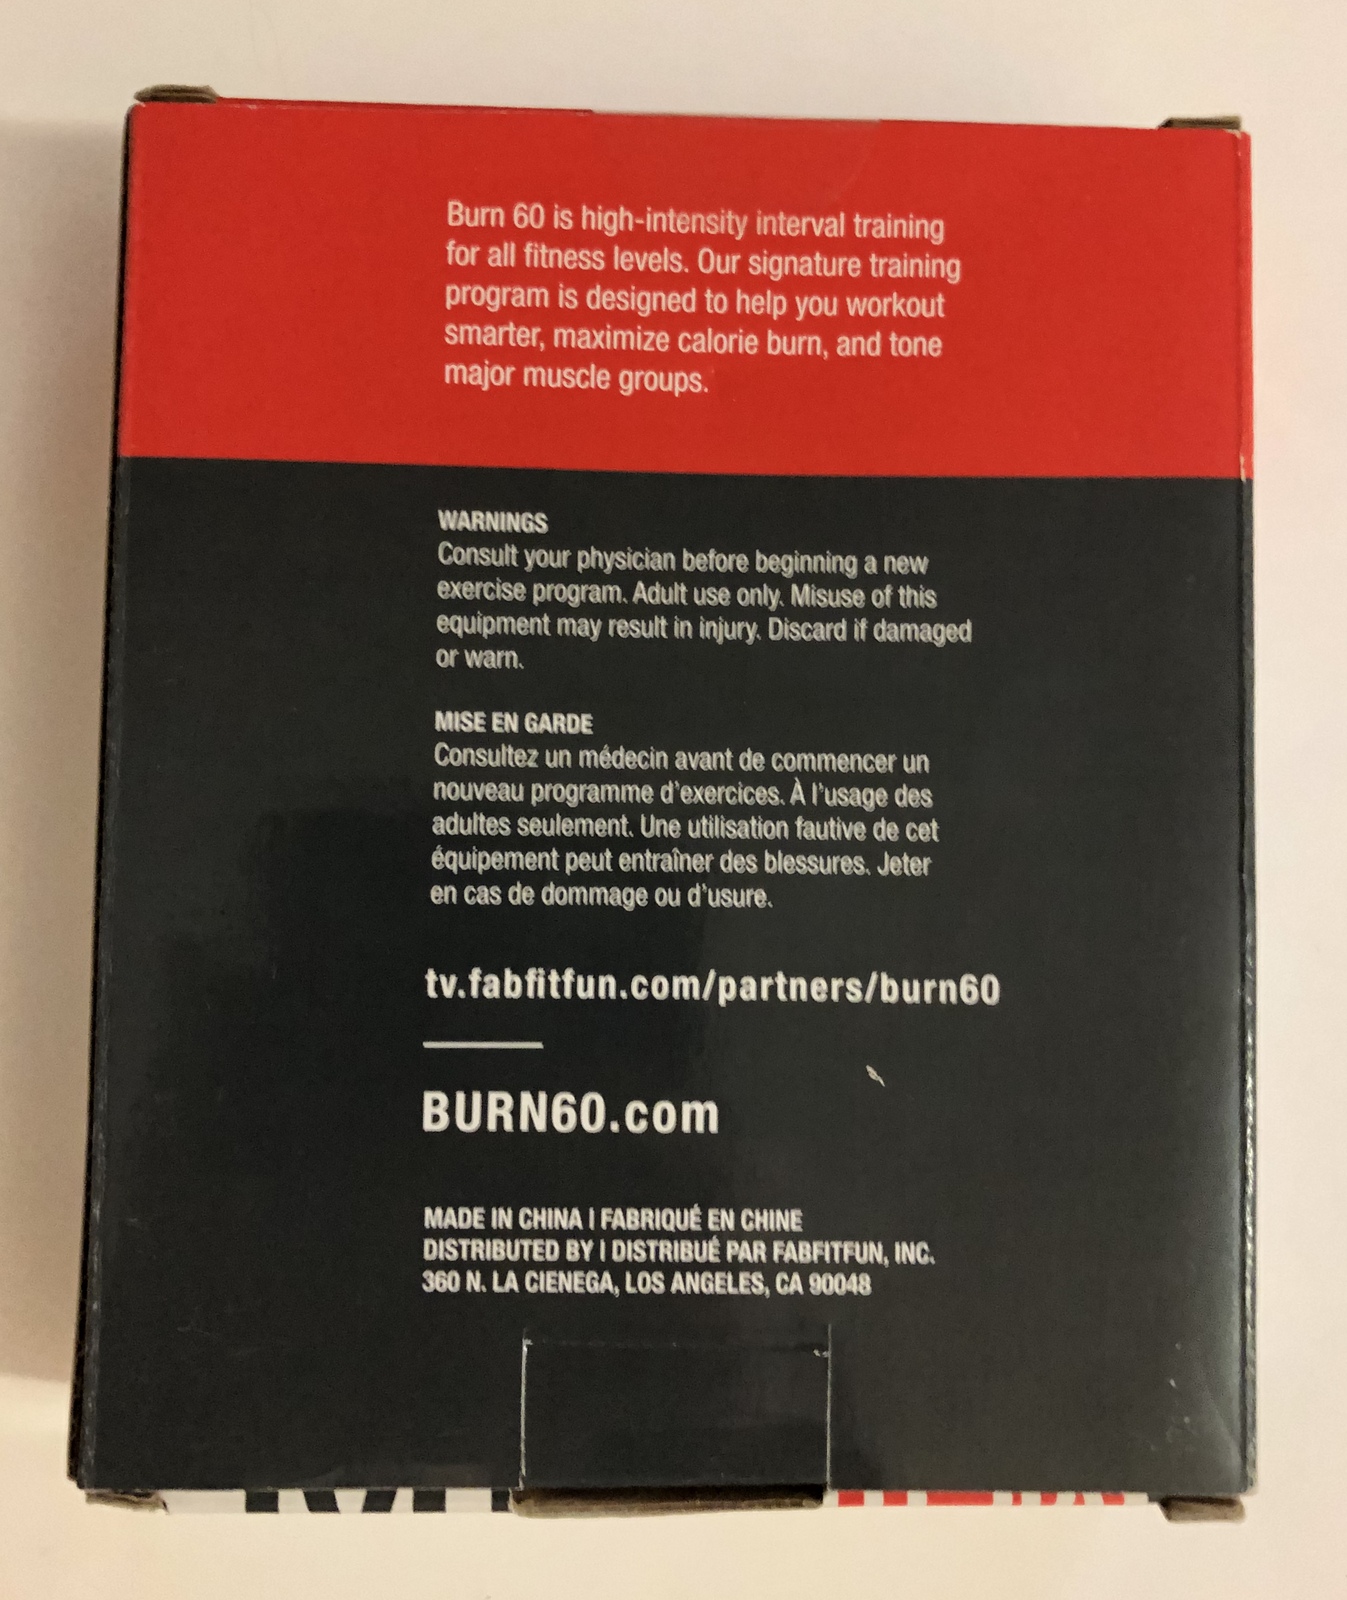 Burn 60 is high-intensity interval training
for all fitness levels. Our signature training
program is designed to help you workout
smarter, maximize calorie burn, and tone
major muscle groups.
WARNINGS
Consult your physician before beginning a new
exercise program. Adult use only. Misuse of this
equipment may result in injury. Discard if damaged
or warn.
MISE EN GARDE
Consultez un médecin avant de commencer un
nouveau programme d'exercices. À l'usage des
adultes seulement. Une utilisation fautive de cet
équipement peut entraîner des blessures. Jeter
en cas de dommage ou d'usure.
tv.fabfitfun.com/partners/burn60
BURN60.com
MADE IN CHINA | FABRIQUÉ EN CHINE
DISTRIBUTED BY | DISTRIBUÉ PAR FABFITFUN, INC.
360 N. LA CIENEGA, LOS ANGELES, CA 90048